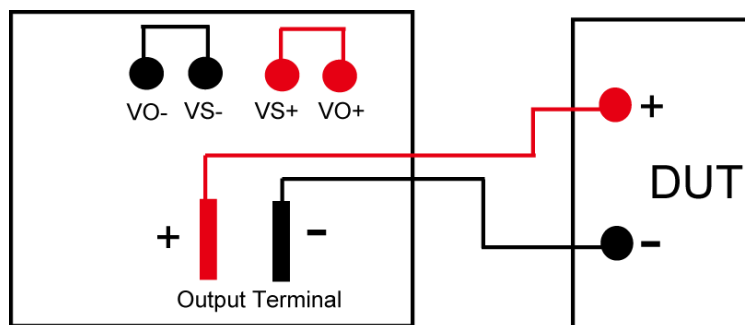 VO- VS- VS+ VO+
+
DUT
+ -
-
Output Terminal